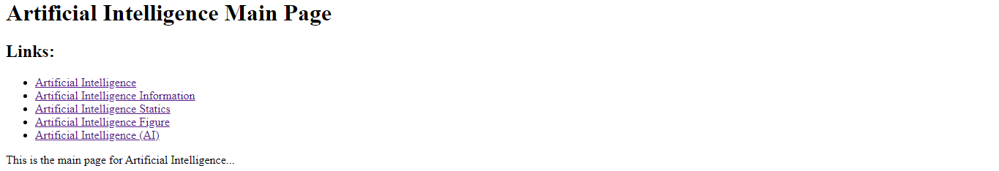 Artificial Intelligence Main Page
Links:
Artificial Intelligence
Artificial Intelligence Information
Artificial Intelligence Statics
Artificial Intelligence Figure
Artificial Intelligence (AI)
This is the main page for Artificial Intelligence...